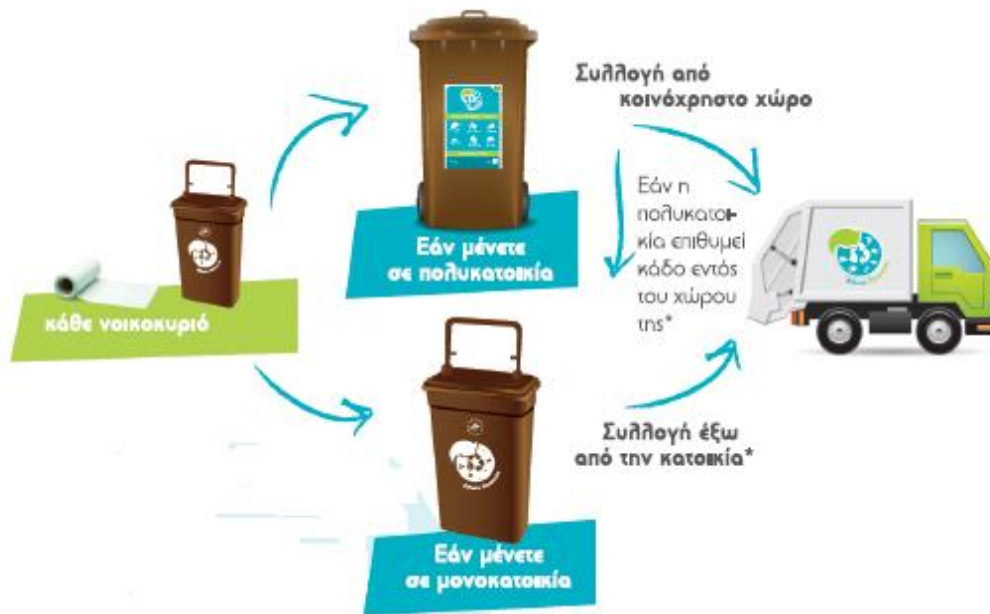 Συλλογή από
κοινόχρηστο χώρο
Εάν η
πολυκατοι-
κία επιθυμεί
κάδο εντός
του χώρου
της*
Εάν μένετε
σε πολυκατοικία
κάθε νοικοκυριό
Συλλογή έξω
από την κατοικία*
Εάν μένετε
σε μονοκατοικία